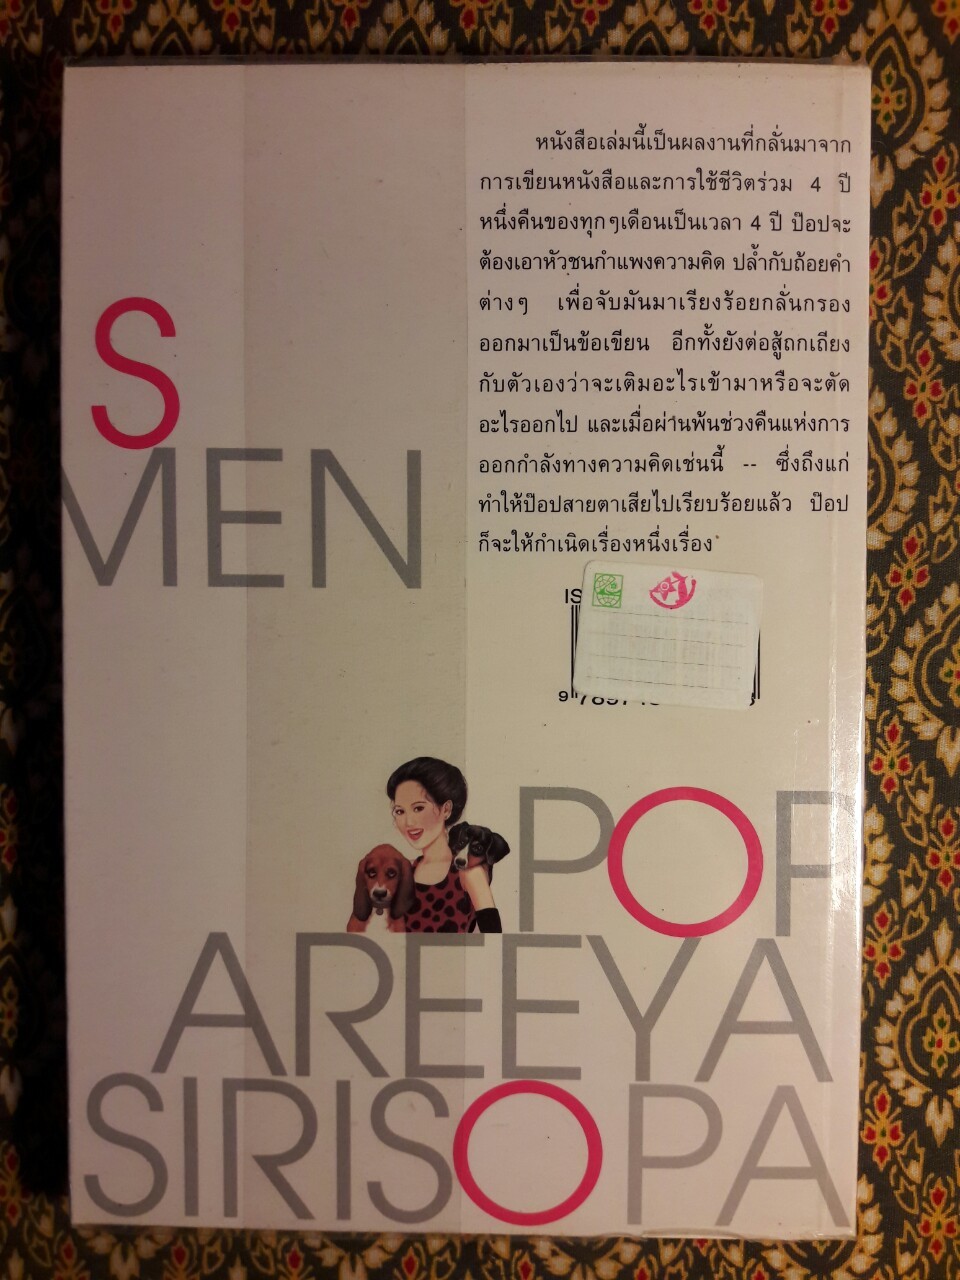 หนังสือเล่มนี้เป็นผลงานที่กลั่นมาจาก
การเขียนหนังสือและการใช้ชีวิตร่วม 4 ปี
หนึ่งคืนของทุกๆเดือนเป็นเวลา 4 ปี ป๊อปจะ
ต้องเอาหัวชนกำแพงความคิด ปล้ำกับถ้อยคำ
ต่างๆ เพื่อจับมันมาเรียงร้อยกลั่นกรอง
ออกมาเป็นข้อเขียน อีกทั้งยังต่อสู้ถกเถียง
กับตัวเองว่าจะเติมอะไรเข้ามาหรือจะตัด
อะไรออกไป และเมื่อผ่านพ้นช่วงคืนแห่งการ
ออกกำลังทางความคิดเช่นนี้ -- ซึ่งถึงแก่
ทำให้ป๊อปสายตาเสียไปเรียบร้อยแล้ว ป๊อป
ก็จะให้กำเนิดเรื่องหนึ่งเรื่อง
S
MEN
IS
9 78974
POP
AREEYA
SIRISOPA